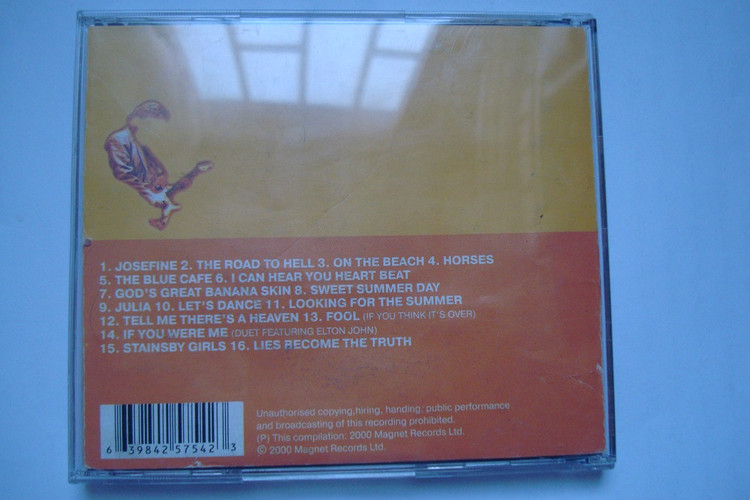 1. JOSEFINE 2. THE ROAD TO HELL 3. ON THE BEACH 4. HORSES
5. THE BLUE CAFE 6. I CAN HEAR YOU HEART BEAT
7. GOD'S GREAT BANANA SKIN 8. SWEET SUMMER DAY
9. JULIA 10. LET'S DANCE 11. LOOKING FOR THE SUMMER
12. TELL ME THERE'S A HEAVEN 13. FOOL (IF YOU THINK IT'S OVER)
14. IF YOU WERE ME (DUET FEATURING ELTON JOHN)
15. STAINSBY GIRLS 16. LIES BECOME THE TRUTH
Unauthorised copying,hiring, handing: public performance
and broadcasting of this recording prohibited.
(P) This compilation: 2000 Magnet Records Ltd.
© 2000 Magnet Records Ltd.
6 39842 57542 3